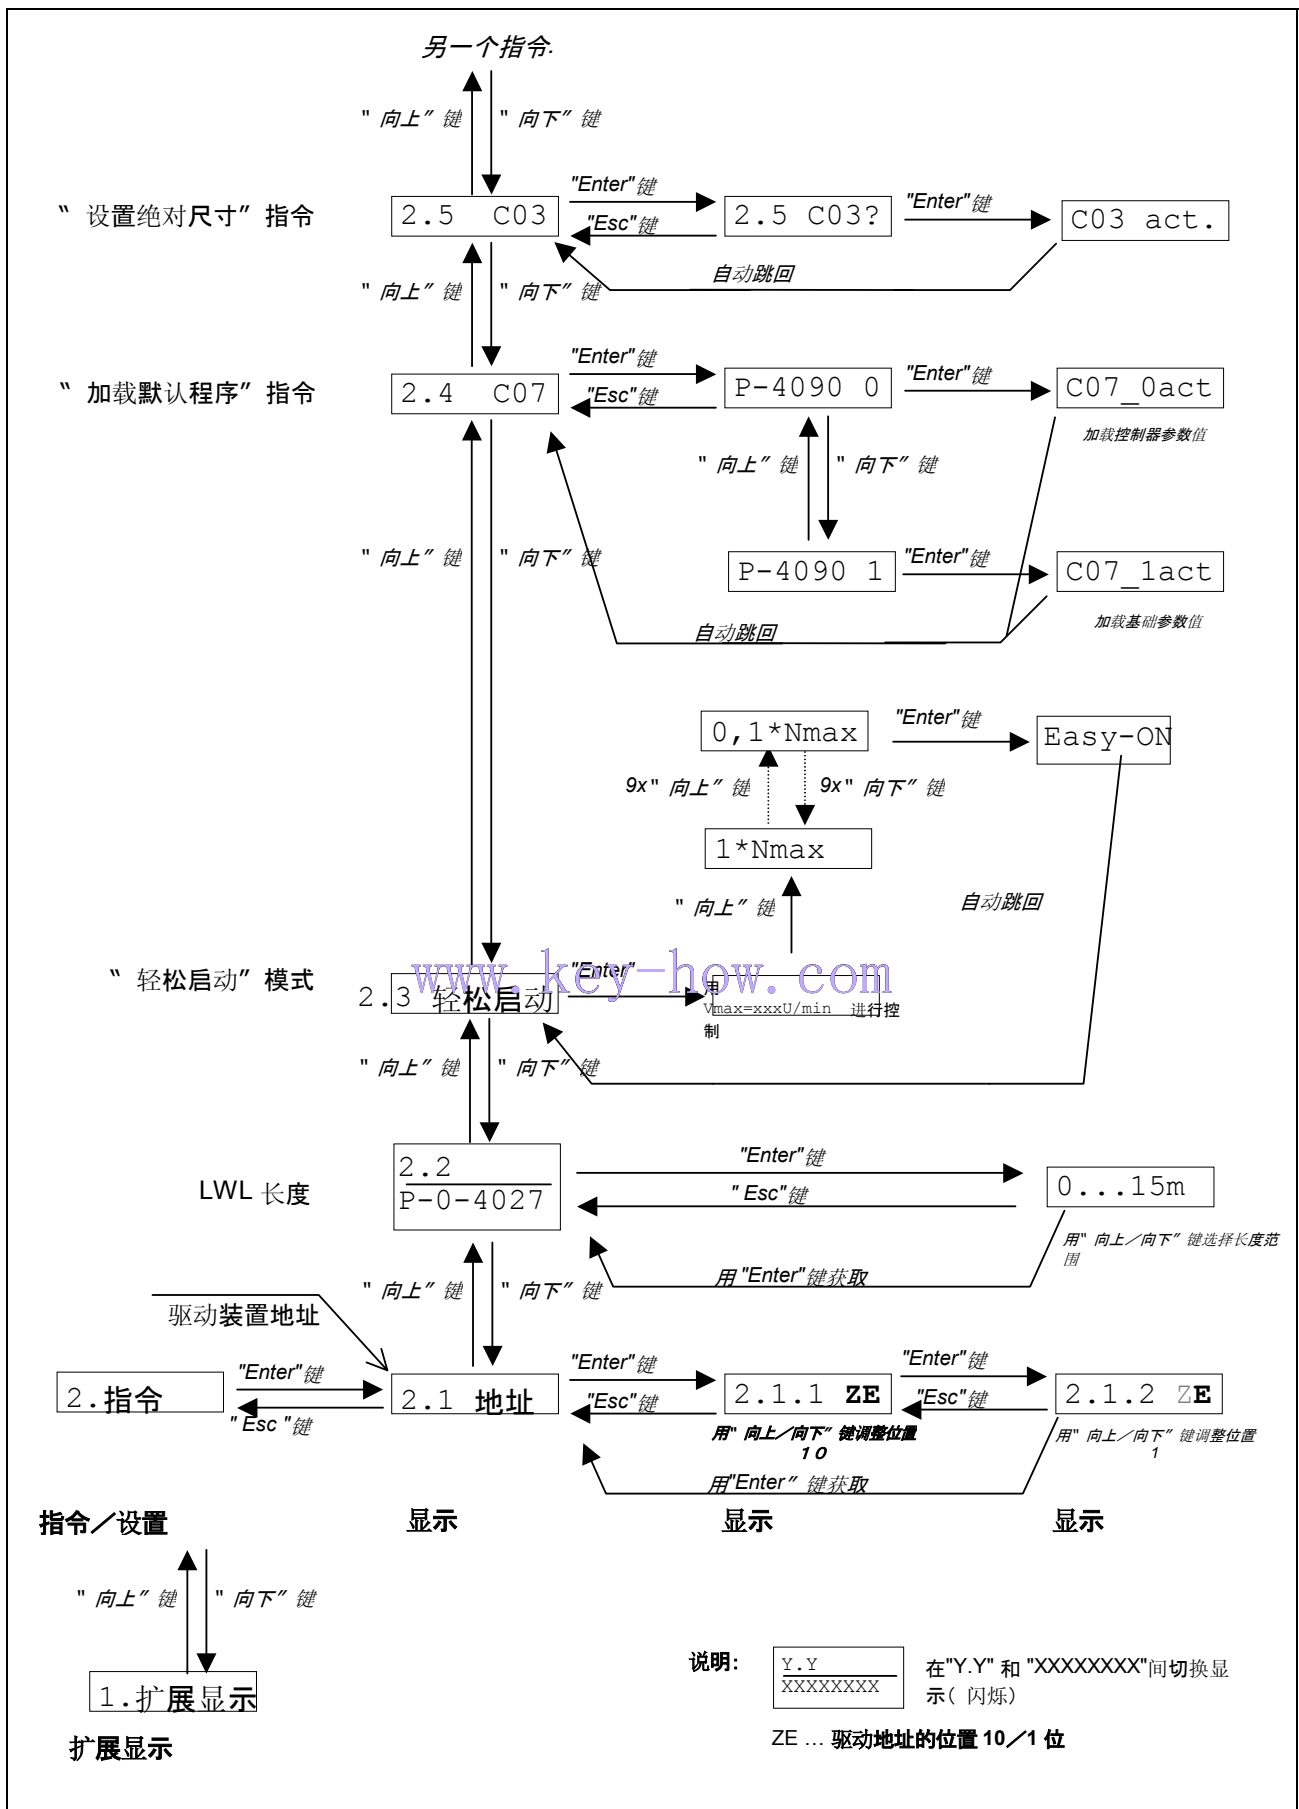 另一个指令.
" 向上" 键
" 向下" 键
" 设置绝对尺寸" 指令
2.5 C03
"Enter"键
"Esc"键
2.5 C03?
"Enter"键
C03 act.
自动跳回
" 向上" 键
" 向下" 键
" 加载默认程序" 指令
2.4 C07
"Enter"键
"Esc"键
P-4090 0
"Enter"键
C07_0act
加载控制器参数值
" 向上" 键
" 向下" 键
" 向上" 键
" 向下" 键
P-4090 1
"Enter"键
C07_1act
加载基础参数值
自动跳回
0,1*Nmax
"Enter"键
Easy-ON
9x" 向上" 键
9x" 向下" 键
1*Nmax
" 向上" 键
自动跳回
" 轻松启动" 模式
2.3 轻松启动
"Enter"
用
Vmax=xxxU/min 进行控
制
www.key-how.com
" 向上" 键
" 向下" 键
LWL 长度
2.2
P-0-4027
"Enter"键
" Esc"键
0...15m
用" 向上／向下" 键选择长度范
围
用 "Enter"键获取
" 向上" 键
" 向下" 键
驱动装置地址
2.指令
"Enter"键
" Esc "键
2.1 地址
"Enter"键
"Esc"键
2.1.1 ZE
"Enter"键
"Esc"键
2.1.2 ZE
用" 向上／向下" 键调整位置
10
用" 向上／向下" 键调整位置
1
用"Enter" 键获取
指令／设置
显示
显示
显示
" 向上" 键
" 向下" 键
1.扩展显示
扩展显示
说明:
Y.Y
XXXXXXXX
在"Y.Y" 和 "XXXXXXXX"间切换显
示( 闪烁)
ZE ... 驱动地址的位置 10／1 位